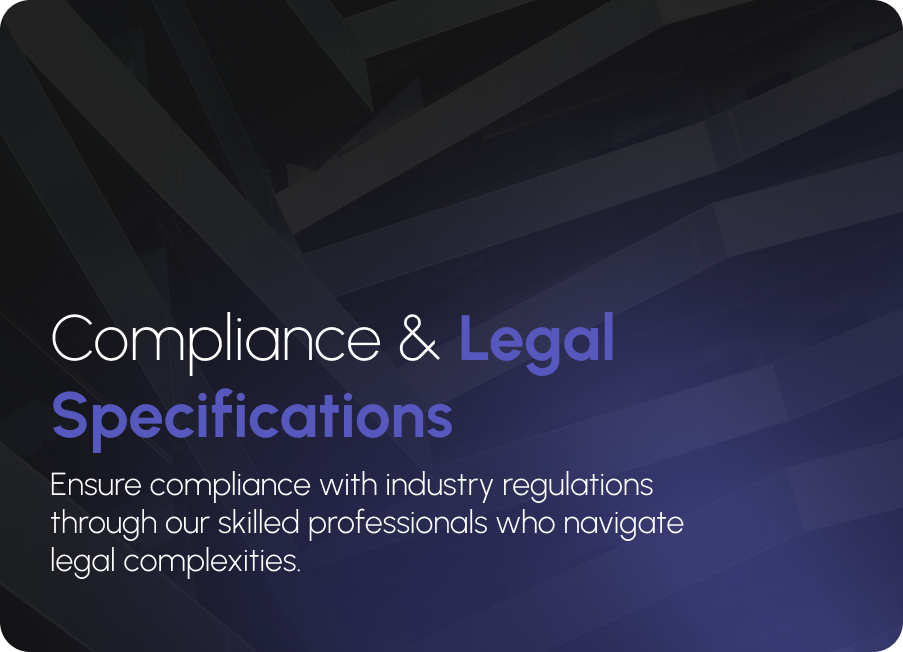 Compliance & Legal
Specifications
Ensure compliance with industry regulations
through our skilled professionals who navigate
legal complexities.